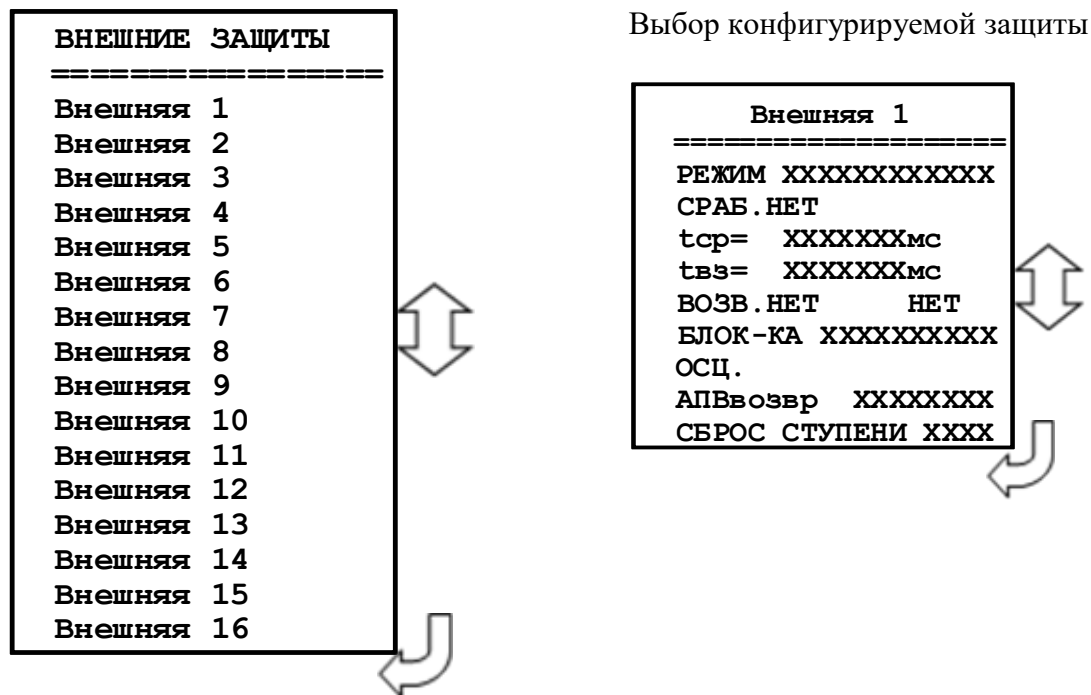 ВНЕШНИЕ ЗАЩИТЫ
=================
Внешняя 1
Внешняя 2
Внешняя 3
Внешняя 4
Внешняя 5
Внешняя 6
Внешняя 7
Внешняя 8
Внешняя 9
Внешняя 10
Внешняя 11
Внешняя 12
Внешняя 13
Внешняя 14
Внешняя 15
Внешняя 16
Выбор конфигурируемой защиты
Внешняя 1
====================
РЕЖИМ XXXXXXXXXXXX
СРАБ.НЕТ
tср= XXXXXXXмс
tвз= XXXXXXXмс
ВОЗВ.НЕТ НЕТ
БЛОК-КА XXXXXXXXXX
ОСЦ.
АПВвозвр XXXXXXXX
СБРОС СТУПЕНИ XXXX